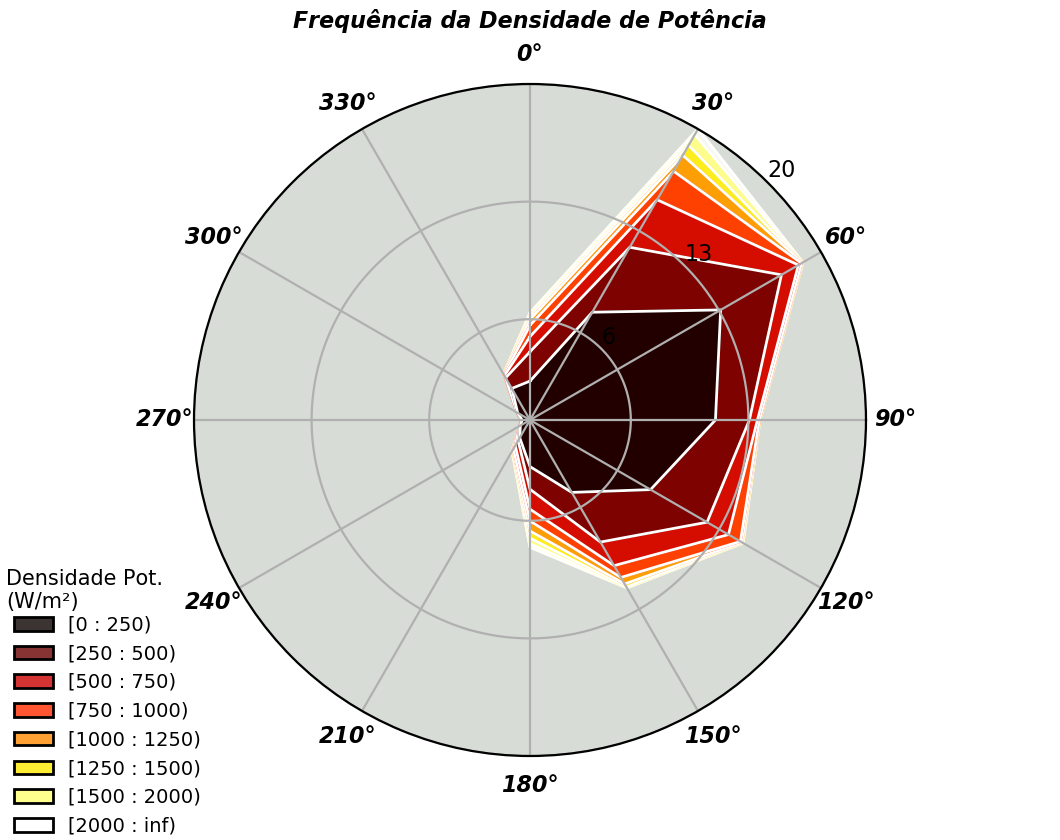 Frequência da Densidade de Potência
0°
330°
30°
20
300°
60°
13
6
270°
90°
240°
120°
210°
150°
180°
Densidade Pot.
(W/m²)
[0 : 250)
[250 : 500)
[500 : 750)
[750 : 1000)
[1000 : 1250)
[1250 : 1500)
[1500 : 2000)
[2000 : inf)